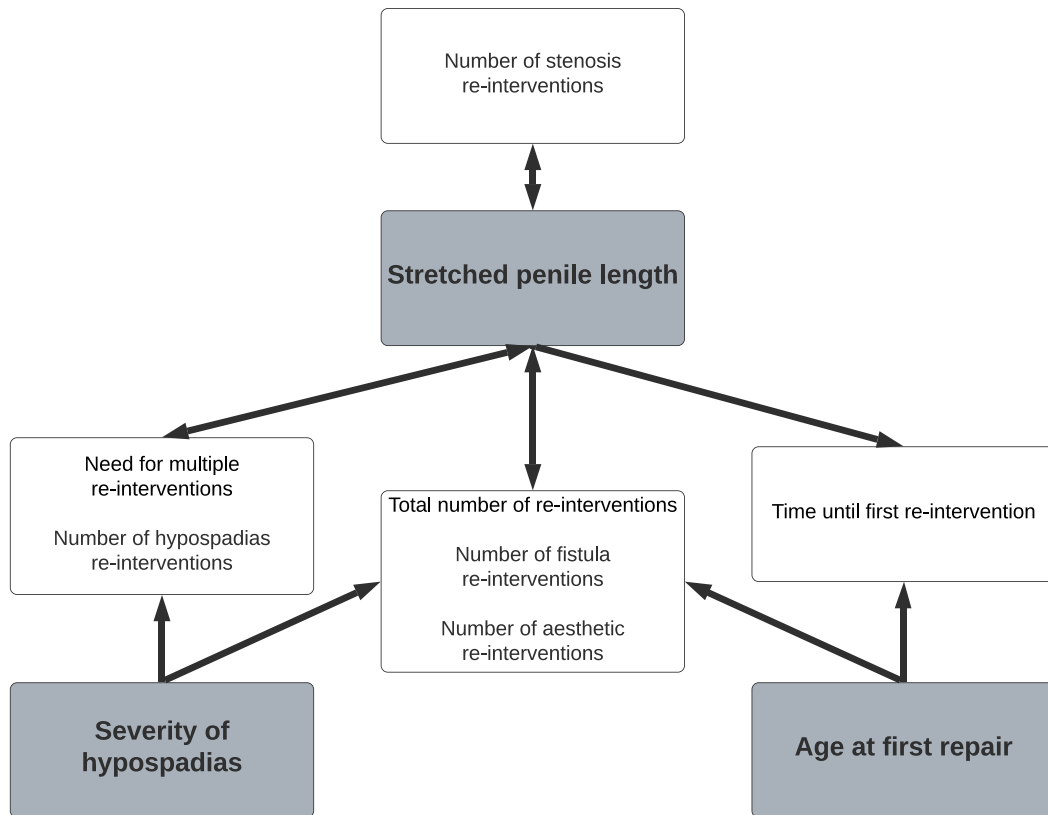 Number of stenosis
re-interventions
Stretched penile length
Need for multiple
re-interventions
Number of hypospadias
re-interventions
Total number of re-interventions
Number of fistula
re-interventions
Number of aesthetic
re-interventions
Time until first re-intervention
Severity of
hypospadias
Age at first repair